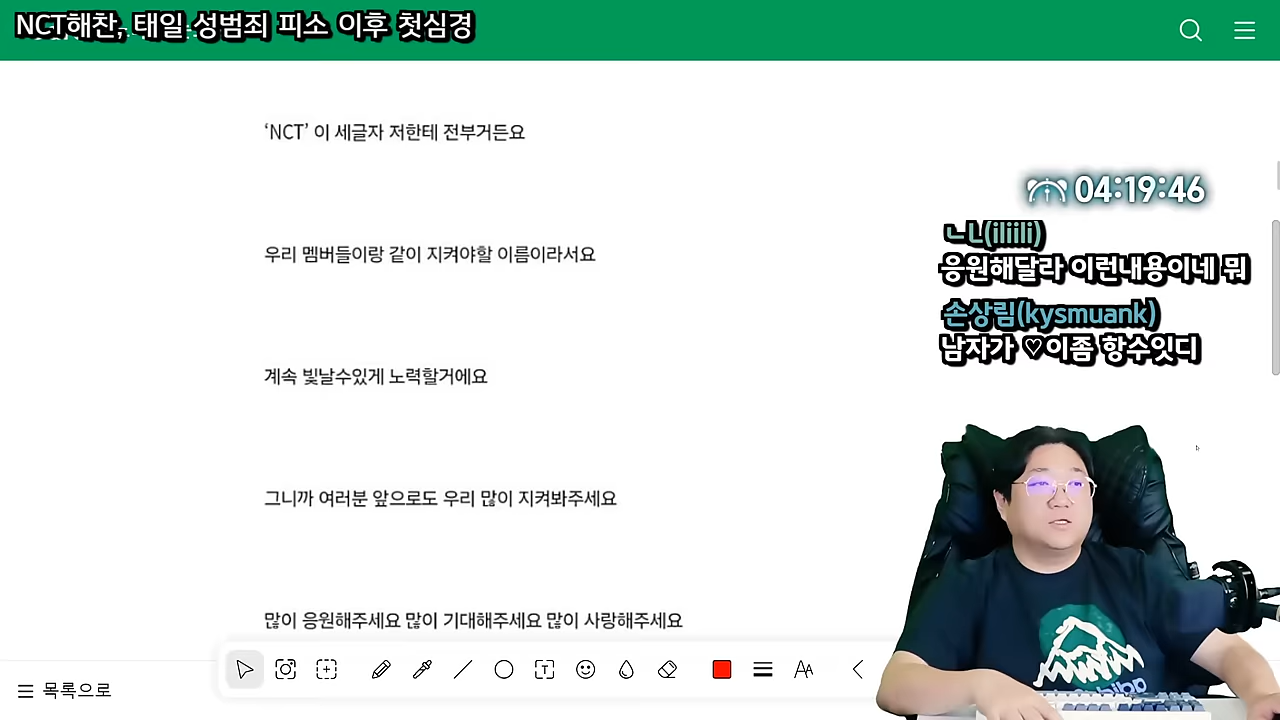 NCT해찬, 태일 성범죄 피소 이후 첫심경
‘NCT’ 이 세글자 저한테 전부거든요
04:19:46
우리 멤버들이랑 같이 지켜야할 이름이라서요
ㄴL(iliili)
응원해달라 이런내용이네 뭐
손상림(kysmuank)
남자가 ♡이좀 항수잇디
계속 빛날수있게 노력할거에요
그니까 여러분 앞으로도 우리 많이 지켜봐주세요
많이 응원해주세요 많이 기대해주세요 많이 사랑해주세요
목록으로